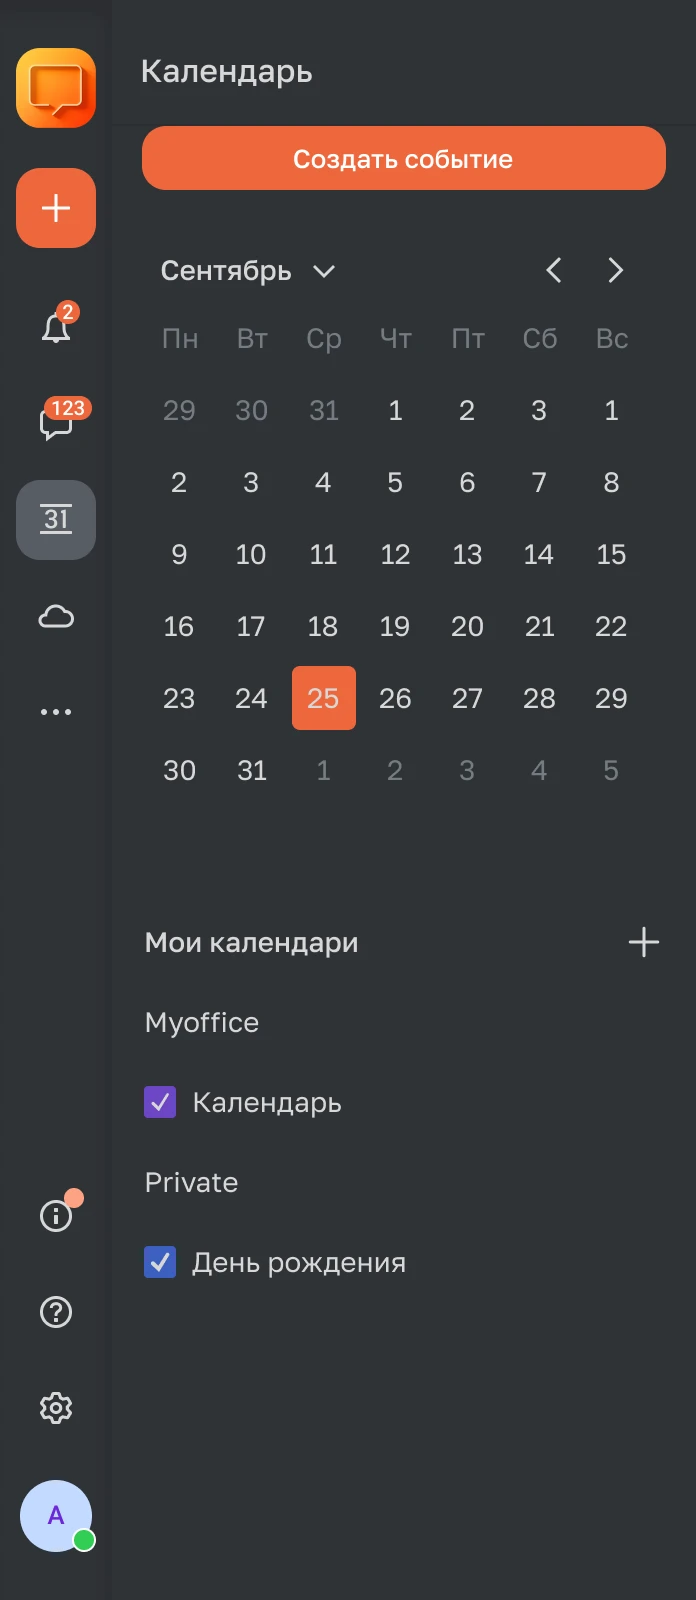 Календарь
Создать событие
Сентябрь
Пн Вт Ср Чт Пт Сб Вс
29 30 31 1 2 3 1
2 3 4 5 6 7 8
9 10 11 12 13 14 15
16 17 18 19 20 21 22
23 24 25 26 27 28 29
30 31 1 2 3 4 5
Мои календари
Myoffice
Календарь
Private
День рождения
2
123
31
A